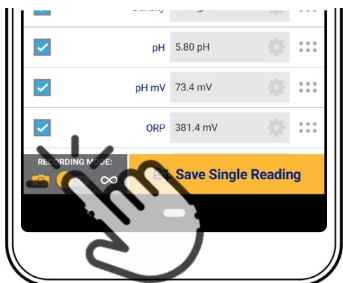 pH 5.80 pH
pH mV 73.4 mV
ORP 381.4 mV
RECORDING MODE:
Save Single Reading